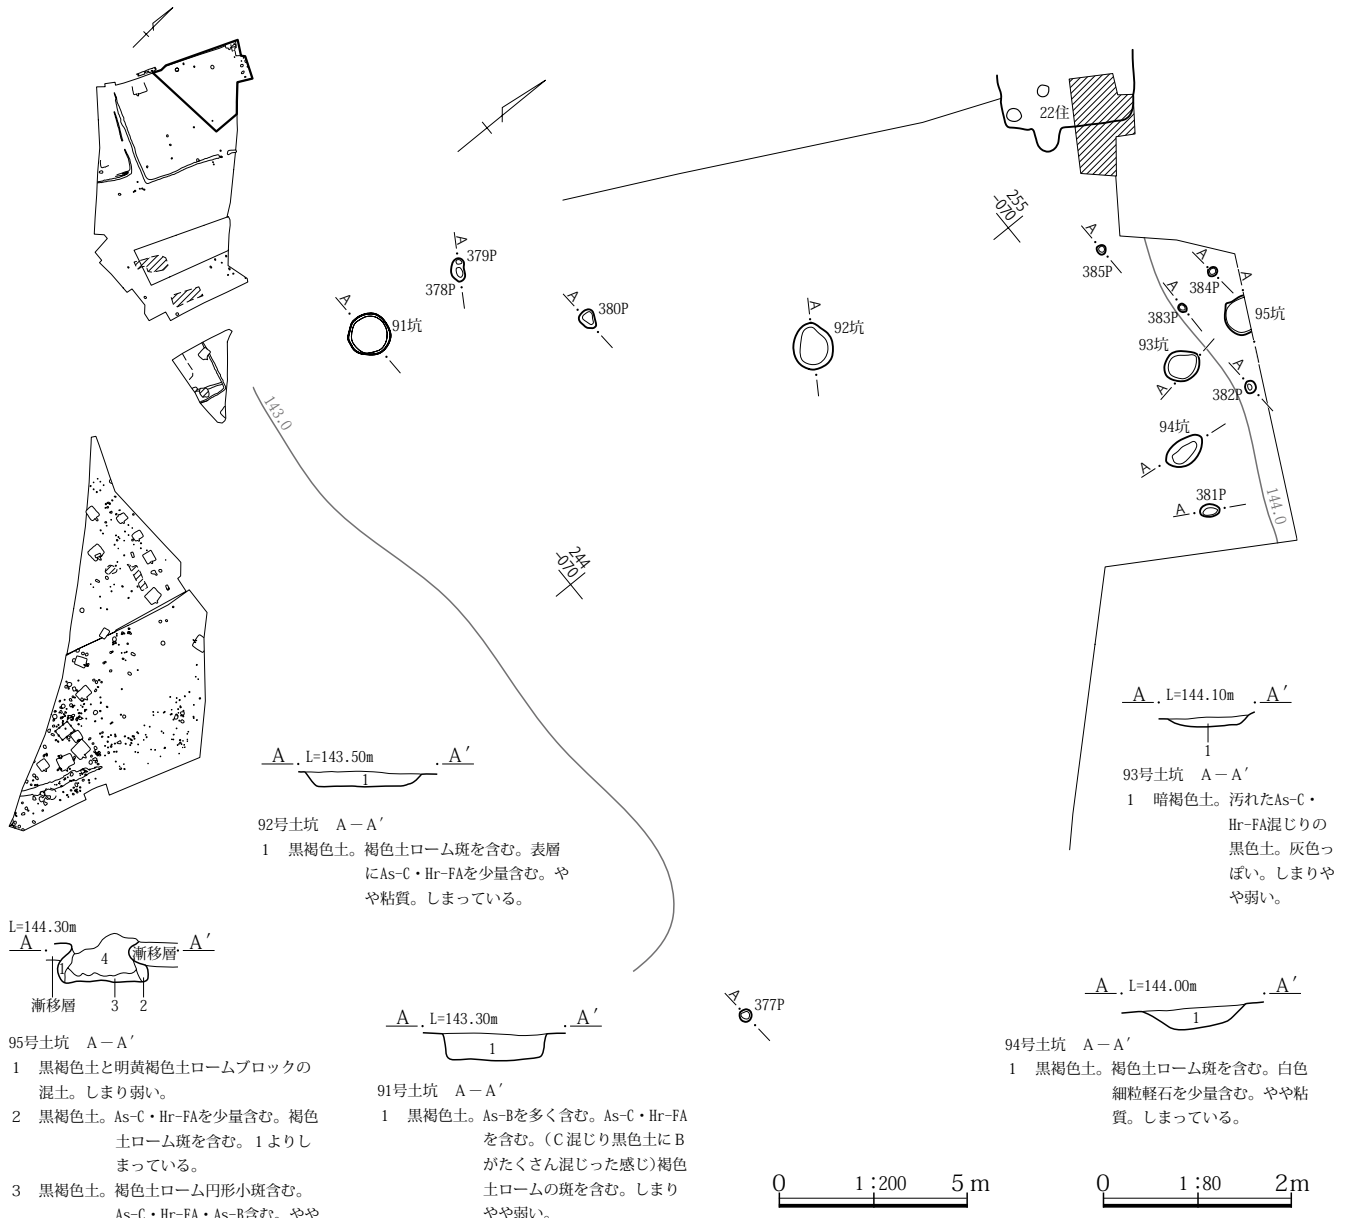 22住
255
-070
A
379P
378P
A
380P
A
91坑
A
92坑
A
385P
A
384P
A
383P
A
95坑
93坑
A
A
382P
94坑
A
A
381P
143.0
144.0
244
-070
A
377P
A L=143.50m A′
1
92号土坑　A－A′
1　黒褐色土。褐色土ローム斑を含む。表層
にAs-C・Hr-FAを少量含む。や
や粘質。しまっている。
A L=144.10m A′
1
93号土坑　A－A′
1　暗褐色土。汚れたAs-C・
Hr-FA混じりの
黒色土。灰色っ
ぽい。しまりや
や弱い。
L=144.30m
A A′
1 4 漸移層
漸移層 3 2
95号土坑　A－A′
1　黒褐色土と明黄褐色土ロームブロックの
混土。しまり弱い。
2　黒褐色土。As-C・Hr-FAを少量含む。褐色
土ローム斑を含む。1よりし
まっている。
3　黒褐色土。褐色土ローム円形小斑含む。
As-C・Hr-FA・As-B含む。やや
A L=143.30m A′
1
91号土坑　A－A′
1　黒褐色土。As-Bを多く含む。As-C・Hr-FA
を含む。（C混じり黒色土にB
がたくさん混じった感じ）褐色
土ロームの斑を含む。しまり
やや弱い。
A L=144.00m A′
1
94号土坑　A－A′
1　黒褐色土。褐色土ローム斑を含む。白色
細粒軽石を少量含む。やや粘
質。しまっている。
0 1:200 5m
0 1:80 2m